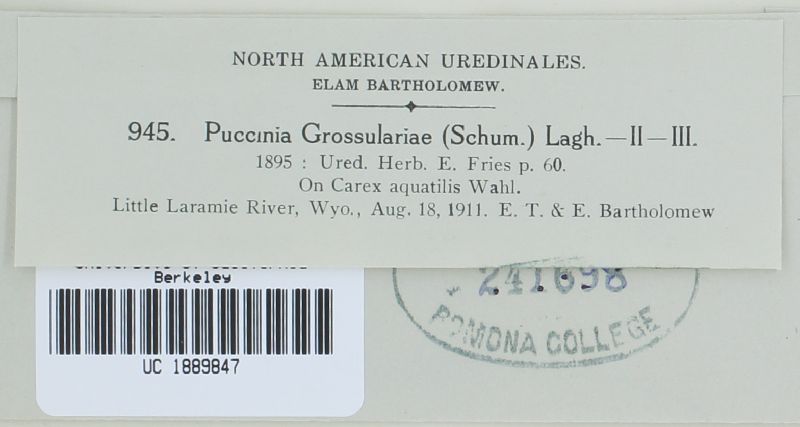 NORTH AMERICAN UREDINALES.
ELAM BARTHOLOMEW.
945. Puccinia Grossulariae (Schum.) Lagh.—II—III.
1895 : Ured. Herb. E. Fries p. 60.
On Carex aquatilis Wahl.
Little Laramie River, Wyo., Aug. 18, 1911. E. T. & E. Bartholomew
Berkeley
UC 1889847
241698
POMONA COLLEGE